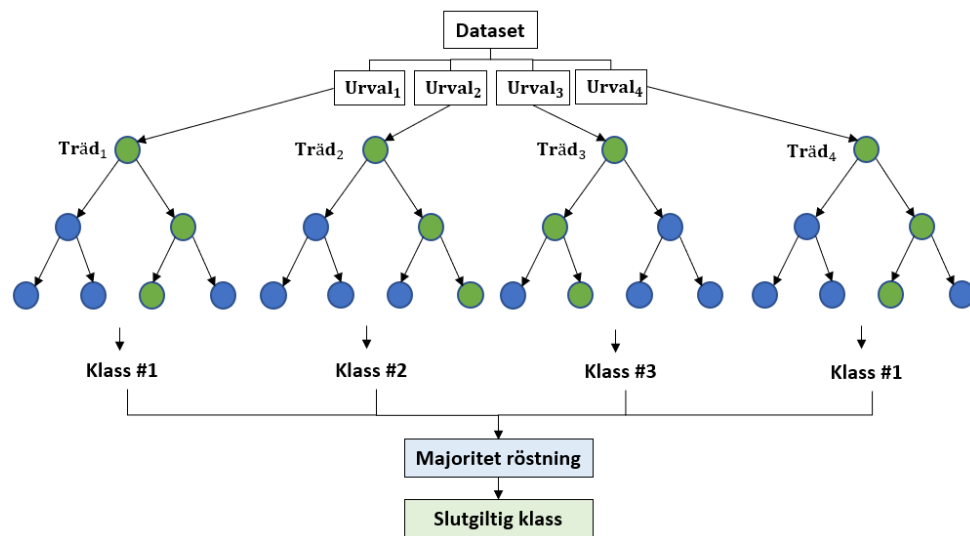 Dataset
Urval₁ Urval₂ Urval₃ Urval₄
Träd₁ Träd₂ Träd₃ Träd₄
Klass #1 Klass #2 Klass #3 Klass #1
Majoritet röstning
Slutgiltig klass